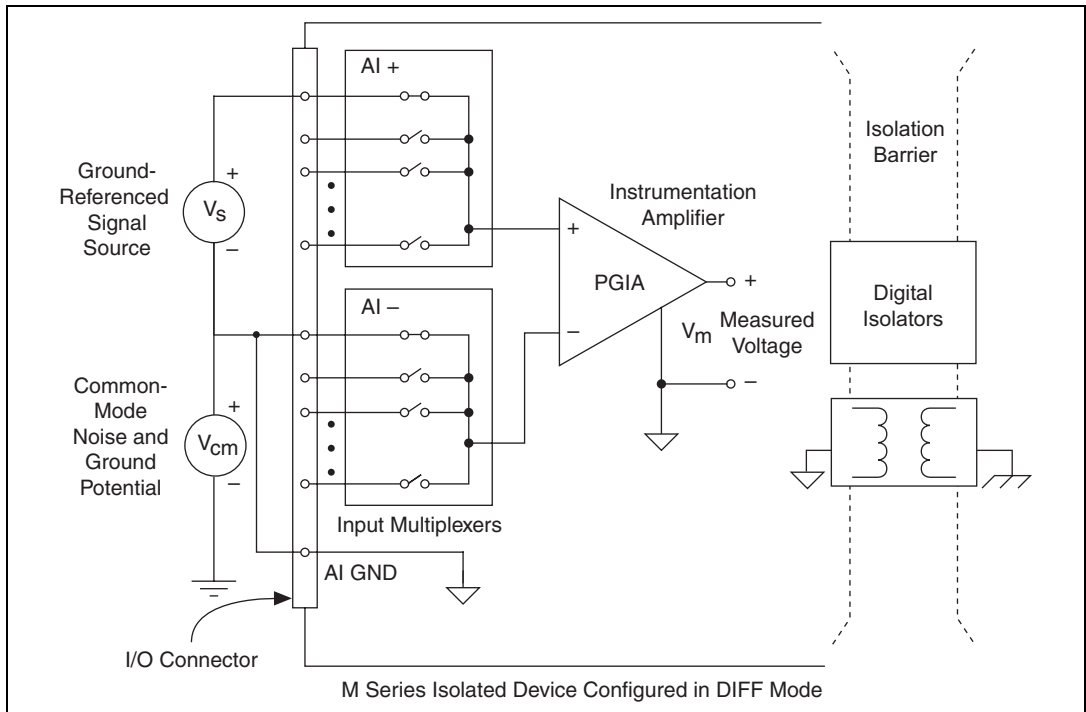 AI +
Isolation
Barrier
Ground-
Referenced
Signal
Source
+
Vs
−
Instrumentation
Amplifier
+
PGIA
−
+
Vm
Measured
Voltage
−
Digital
Isolators
AI −
Common-
Mode
Noise and
Ground
Potential
+
Vcm
−
Input Multiplexers
AI GND
I/O Connector
M Series Isolated Device Configured in DIFF Mode